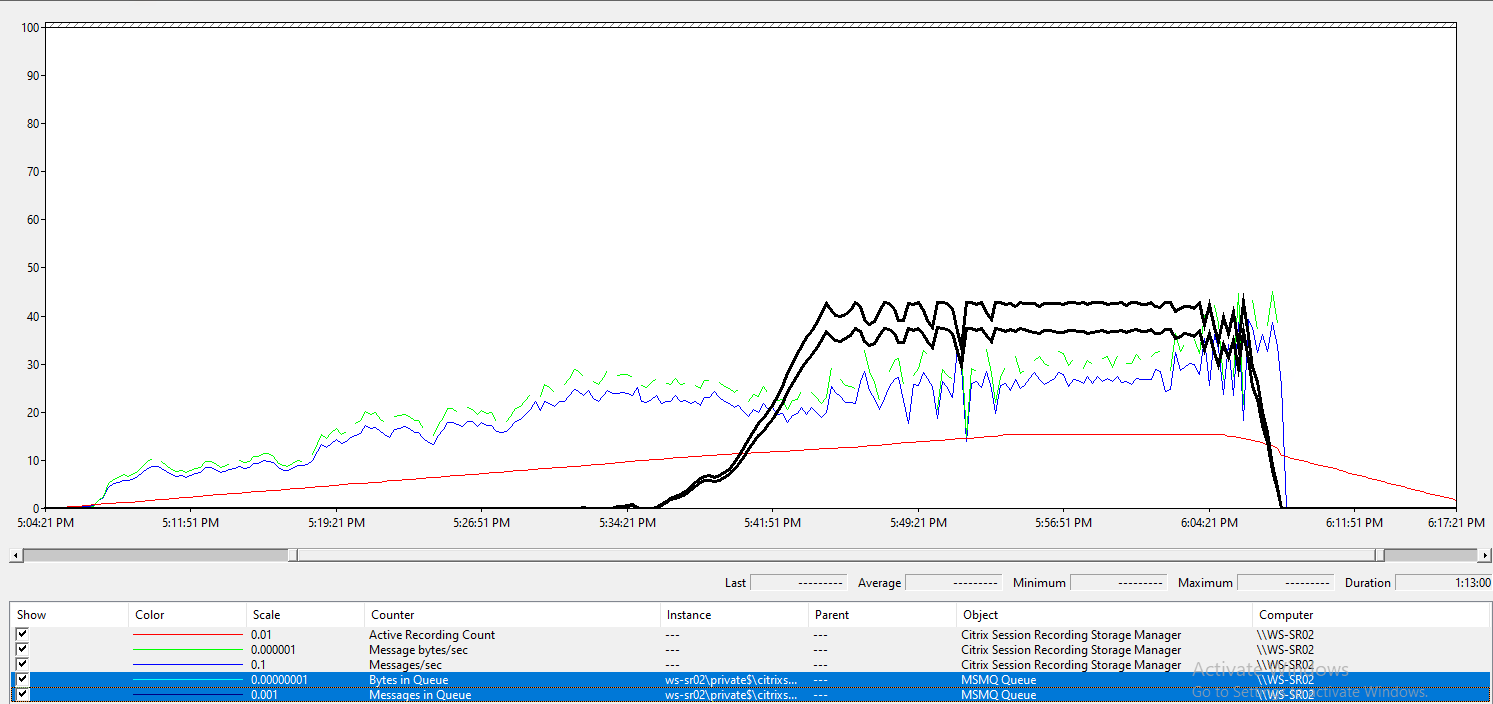 100
90
80
70
60
50
40
30
20
10
0
5:04:21 PM 5:11:51 PM 5:19:21 PM 5:26:51 PM 5:34:21 PM 5:41:51 PM 5:49:21 PM 5:56:51 PM 6:04:21 PM 6:11:51 PM 6:17:21 PM
Last --------- Average --------- Minimum --------- Maximum --------- Duration 1:13:00
Show Color Scale Counter Instance Parent Object Computer
0.01 Active Recording Count --- --- Citrix Session Recording Storage Manager \\WS-SR02
0.000001 Message bytes/sec --- --- Citrix Session Recording Storage Manager \\WS-SR02
0.1 Messages/sec --- --- Citrix Session Recording Storage Manager \\WS-SR02
0.00000001 Bytes in Queue ws-sr02\private$\citrixs... --- MSMQ Queue \\WS-SR02
0.001 Messages in Queue ws-sr02\private$\citrixs... --- MSMQ Queue \\WS-SR02
Activate Windows
Go to Settings to activate Windows.